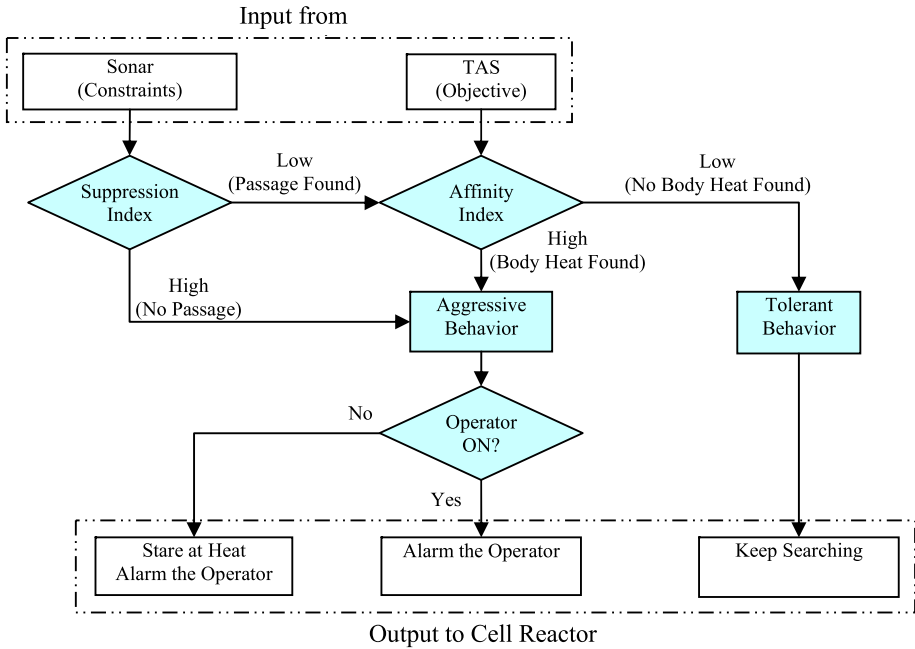 Input from
Sonar
(Constraints)
TAS
(Objective)
Low
(Passage Found)
Low
(No Body Heat Found)
Suppression
Index
Affinity
Index
High
(Body Heat Found)
High
(No Passage)
Aggressive
Behavior
Tolerant
Behavior
No
Operator
ON?
Yes
Stare at Heat
Alarm the Operator
Alarm the Operator
Keep Searching
Output to Cell Reactor